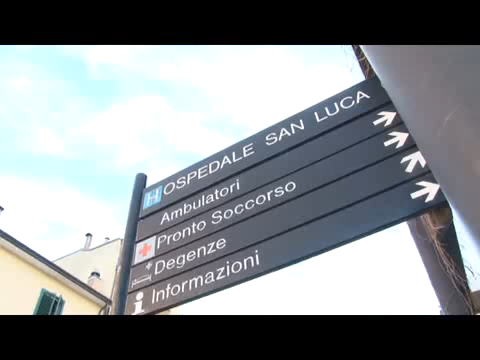 H OSPEDALE SAN LUCA
Ambulatori
Pronto Soccorso
Degenze
i Informazioni